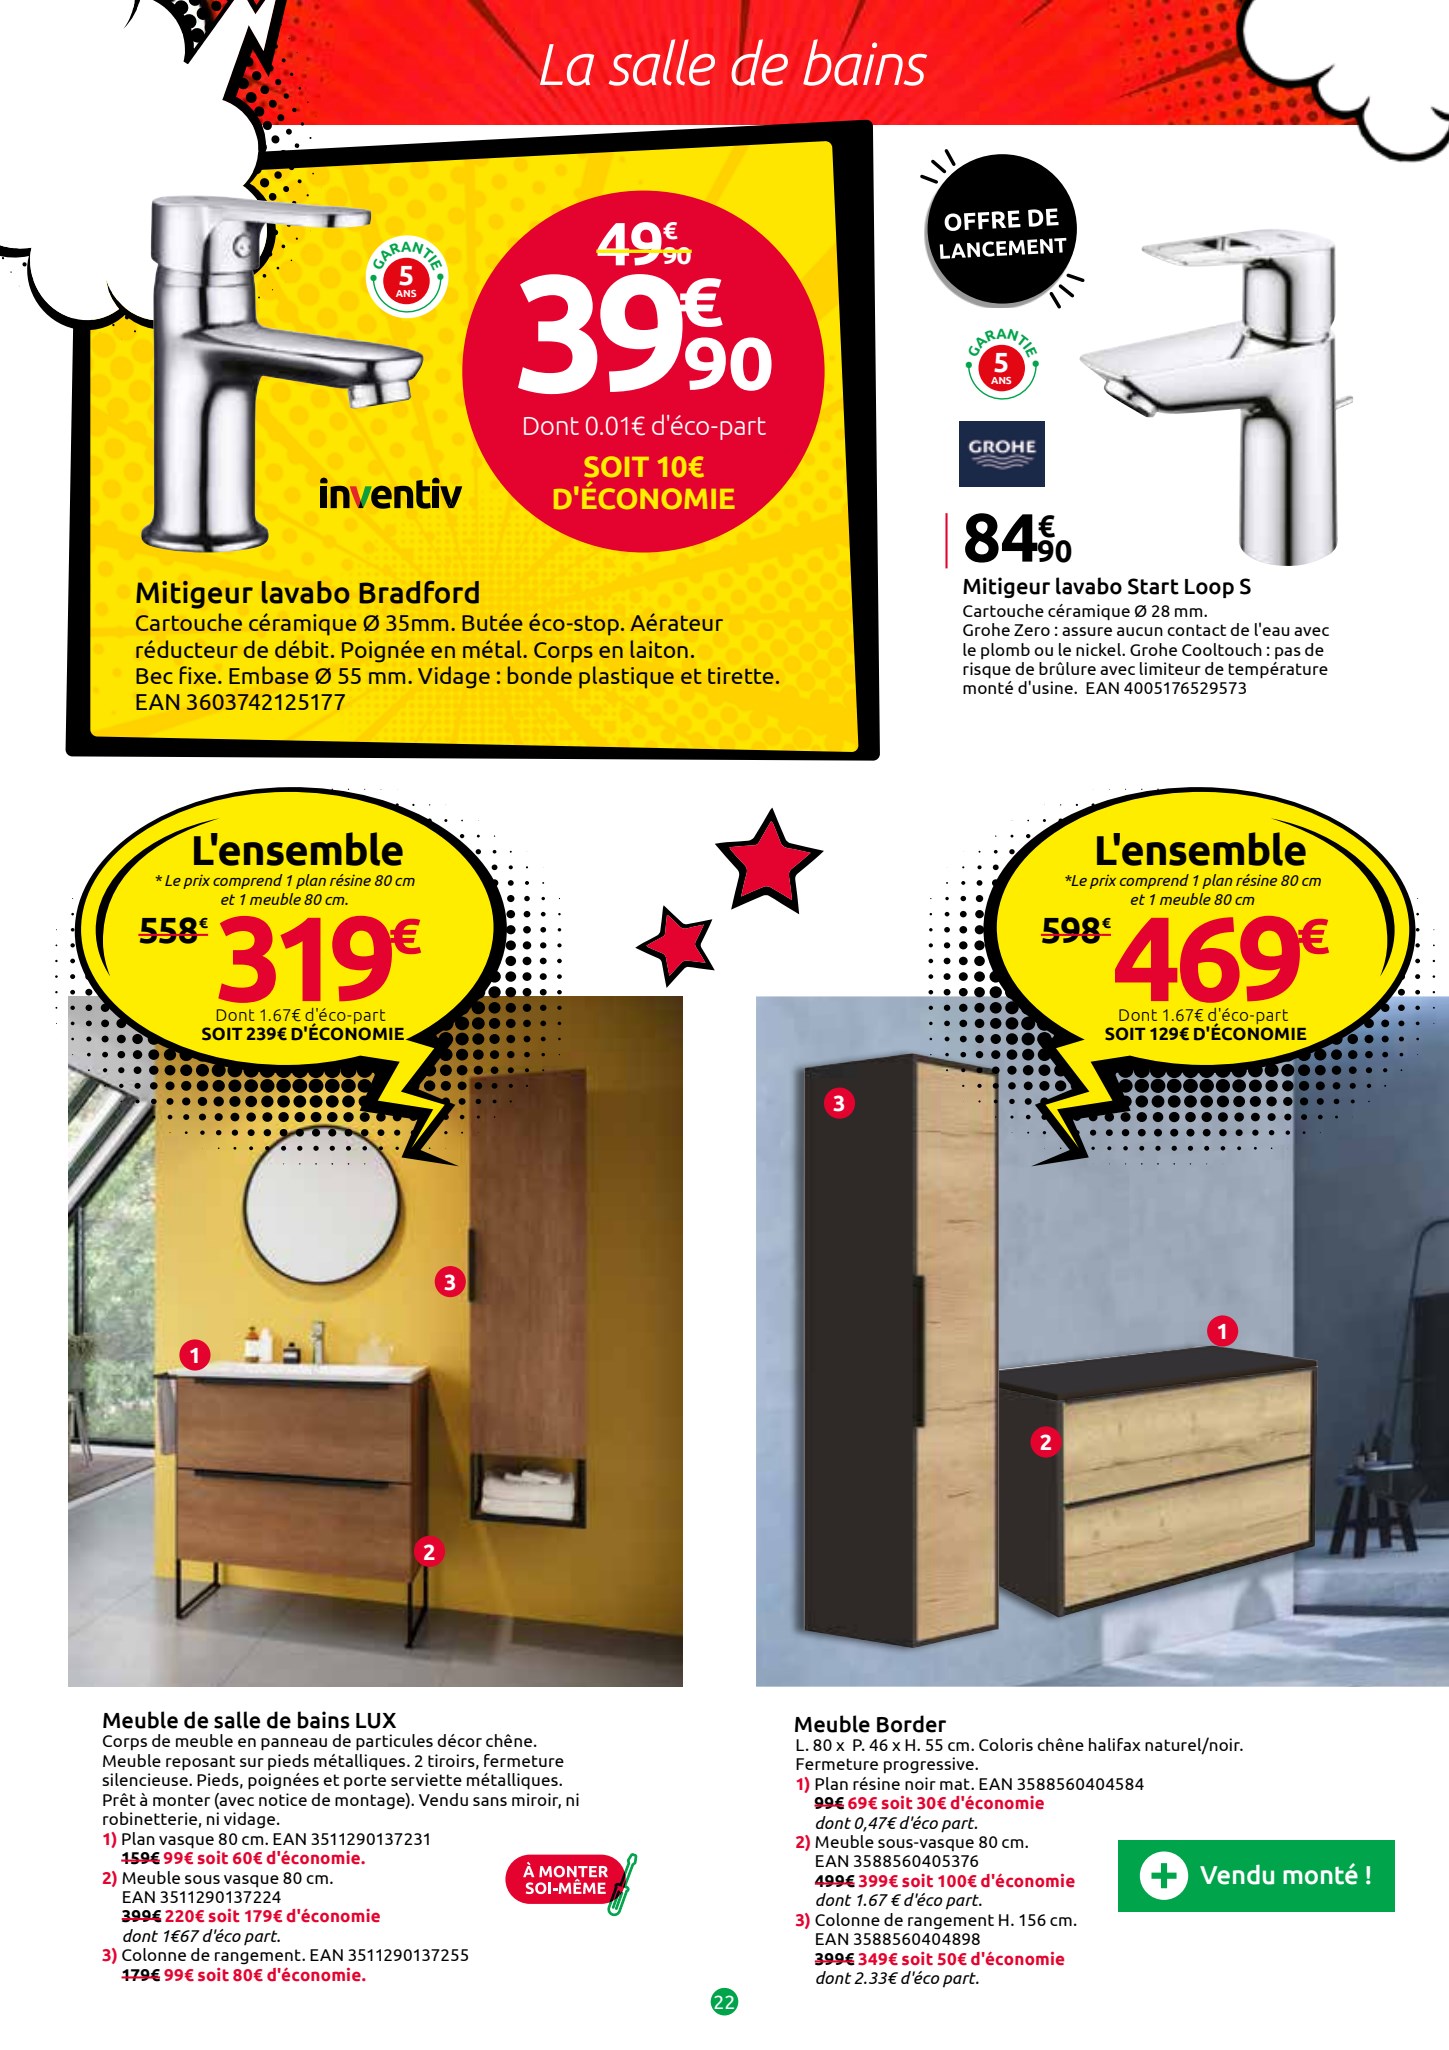 La salle de bains
GARANTIE
5
ANS
49€90
39€90
Dont 0.01€ d'éco-part
SOIT 10€
D'ÉCONOMIE
inventiv
Mitigeur lavabo Bradford
Cartouche céramique Ø 35mm. Butée éco-stop. Aérateur
réducteur de débit. Poignée en métal. Corps en laiton.
Bec fixe. Embase Ø 55 mm. Vidage : bonde plastique et tirette.
EAN 3603742125177
OFFRE DE
LANCEMENT
GARANTIE
5
ANS
GROHE
84€90
Mitigeur lavabo Start Loop S
Cartouche céramique Ø 28 mm.
Grohe Zero : assure aucun contact de l'eau avec
le plomb ou le nickel. Grohe Cooltouch : pas de
risque de brûlure avec limiteur de température
monté d'usine. EAN 4005176529573
L'ensemble
* Le prix comprend 1 plan résine 80 cm
et 1 meuble 80 cm.
558€ 319€
Dont 1.67€ d'éco-part
SOIT 239€ D'ÉCONOMIE
L'ensemble
*Le prix comprend 1 plan résine 80 cm
et 1 meuble 80 cm
598€ 469€
Dont 1.67€ d'éco-part
SOIT 129€ D'ÉCONOMIE
3
1
2
3
1
2
Meuble de salle de bains LUX
Corps de meuble en panneau de particules décor chêne.
Meuble reposant sur pieds métalliques. 2 tiroirs, fermeture
silencieuse. Pieds, poignées et porte serviette métalliques.
Prêt à monter (avec notice de montage). Vendu sans miroir, ni
robinetterie, ni vidage.
1) Plan vasque 80 cm. EAN 3511290137231
159€ 99€ soit 60€ d'économie.
2) Meuble sous vasque 80 cm.
EAN 3511290137224
399€ 220€ soit 179€ d'économie
dont 1€67 d'éco part.
3) Colonne de rangement. EAN 3511290137255
179€ 99€ soit 80€ d'économie.
À MONTER
SOI-MÊME
Meuble Border
L. 80 x P. 46 x H. 55 cm. Coloris chêne halifax naturel/noir.
Fermeture progressive.
1) Plan résine noir mat. EAN 3588560404584
99€ 69€ soit 30€ d'économie
dont 0,47€ d'éco part.
2) Meuble sous-vasque 80 cm.
EAN 3588560405376
499€ 399€ soit 100€ d'économie
dont 1.67 € d'éco part.
3) Colonne de rangement H. 156 cm.
EAN 3588560404898
399€ 349€ soit 50€ d'économie
dont 2.33€ d'éco part.
+ Vendu monté !
22